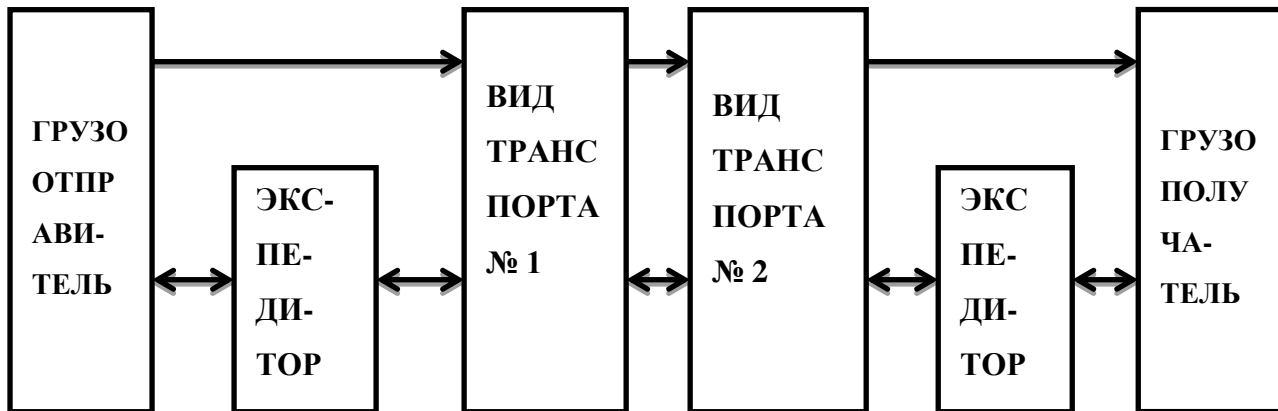 ГРУЗО
ОТПР
АВИ-
ТЕЛЬ
ЭКС-
ПЕ-
ДИ-
ТОР
ВИД
ТРАНС
ПОРТА
№ 1
ВИД
ТРАНС
ПОРТА
№ 2
ЭКС
ПЕ-
ДИ-
ТОР
ГРУЗО
ПОЛУ
ЧА-
ТЕЛЬ